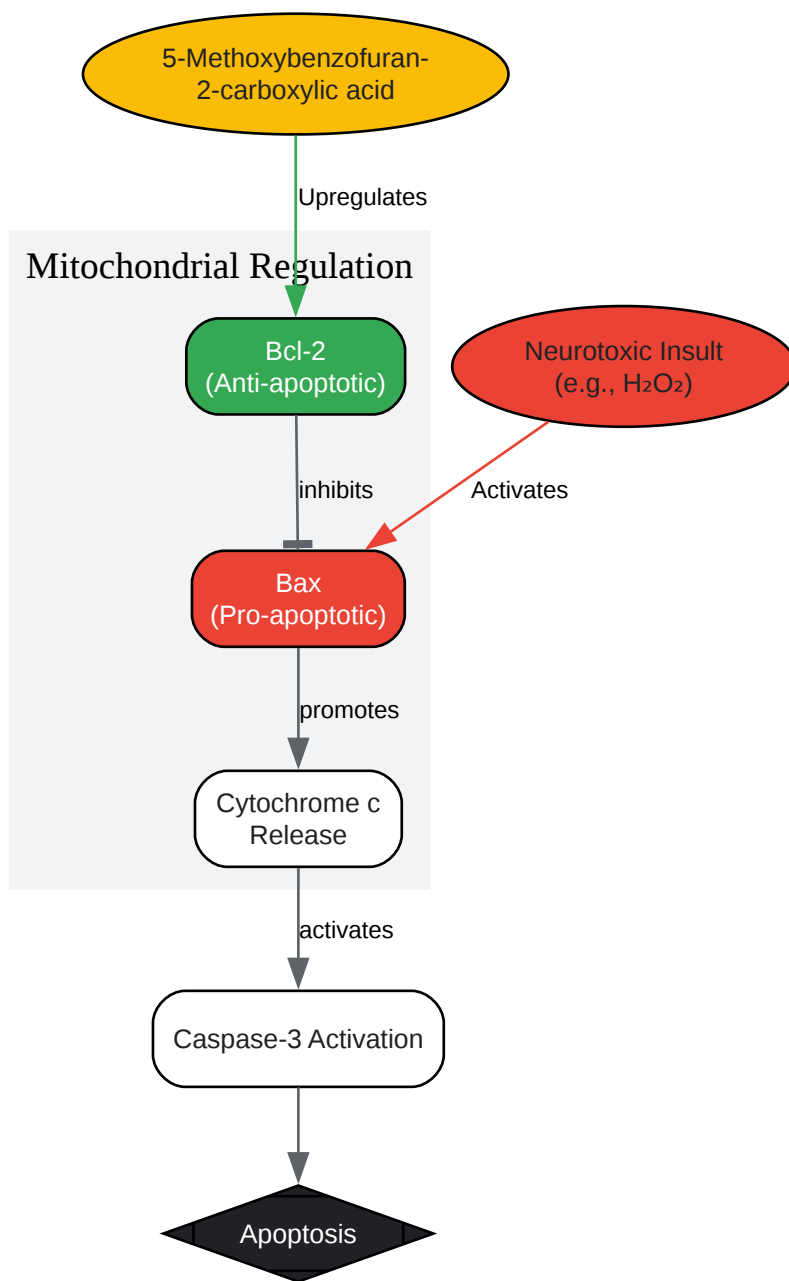 5-Methoxybenzofuran-
2-carboxylic acid
Upregulates
Mitochondrial Regulation
Bcl-2
(Anti-apoptotic)
Neurotoxic Insult
(e.g., H₂O₂)
inhibits
Activates
Bax
(Pro-apoptotic)
promotes
Cytochrome c
Release
activates
Caspase-3 Activation
Apoptosis